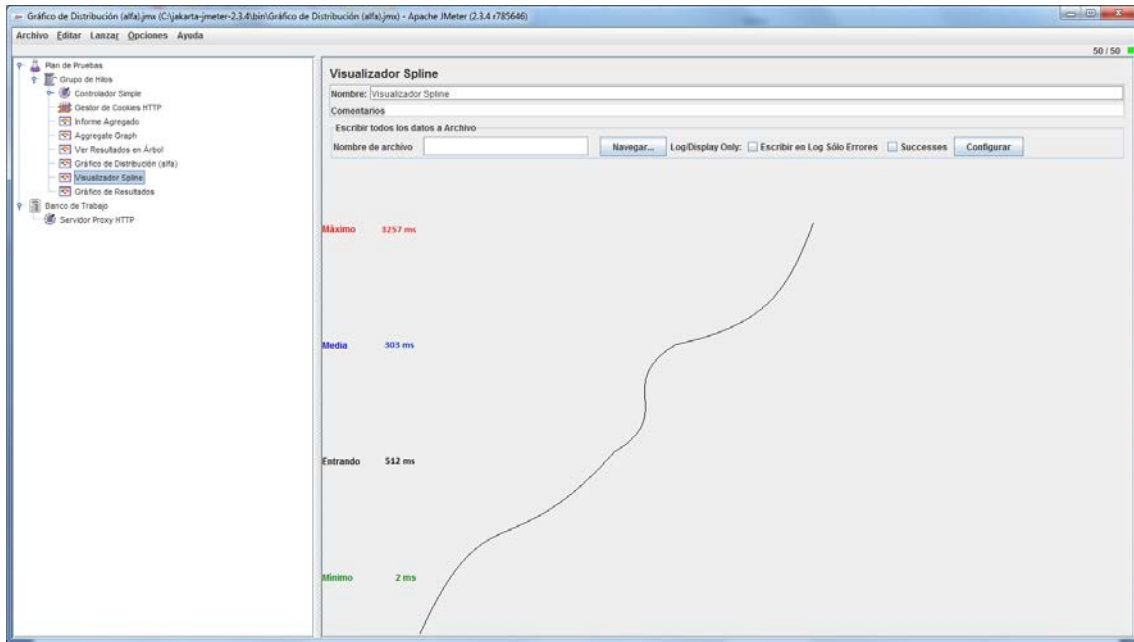 Gráfico de Distribución (alfa).jmx (C:\jakarta-jmeter-2.3.4\bin\Gráfico de Distribución (alfa).jmx) - Apache JMeter (2.3.4 r785646)
Archivo Editar Lanzar Opciones Ayuda
50 / 50
Plan de Pruebas
Grupo de Hilos
Controlador Simple
Gestor de Cookies HTTP
Informe Agregado
Aggregate Graph
Ver Resultados en Árbol
Gráfico de Distribución (alfa)
Visualizador Spline
Gráfico de Resultados
Banco de Trabajo
Servidor Proxy HTTP
Visualizador Spline
Nombre: Visualizador Spline
Comentarios
Escribir todos los datos a Archivo
Nombre de archivo Navegar... Log/Display Only: Escribir en Log Sólo Errores Successes Configurar
Máximo 3257 ms
Media 303 ms
Entrando 512 ms
Mínimo 2 ms